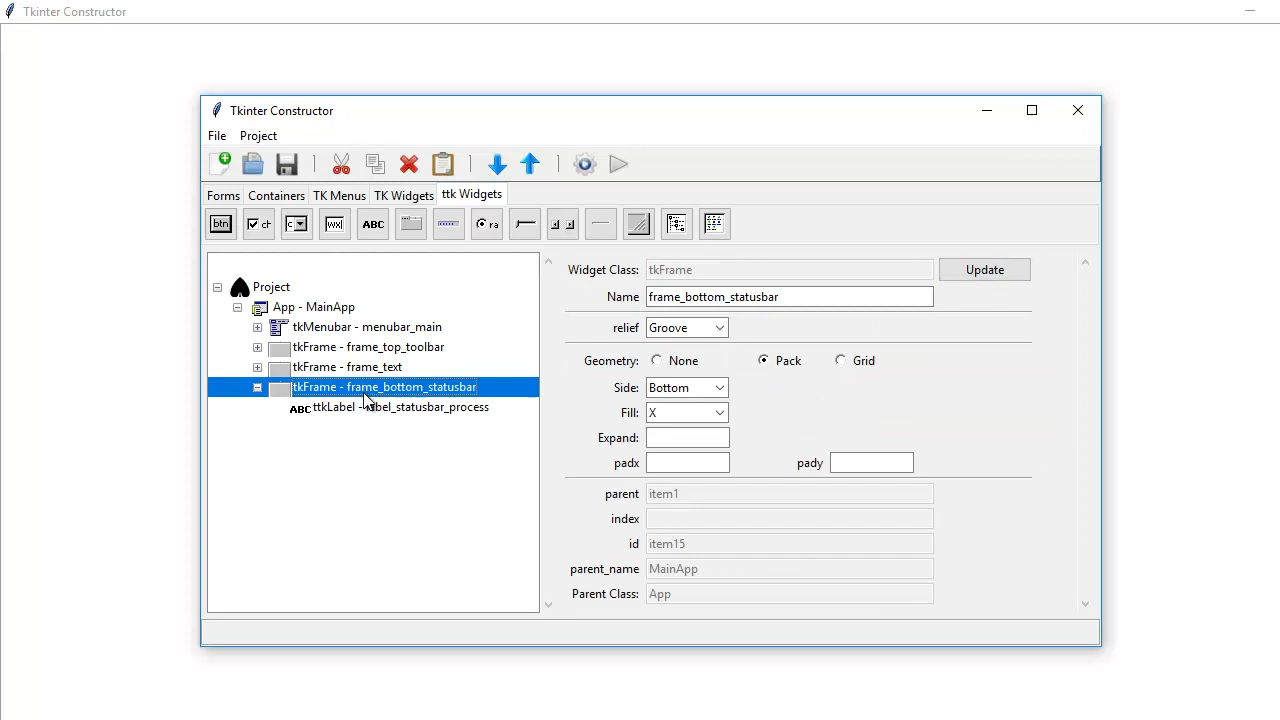 Tkinter Constructor
Tkinter Constructor
File Project
Forms Containers TK Menus TK Widgets ttk Widgets
btn ch c wx ABC ra
Project
App - MainApp
tkMenubar - menubar_main
tkFrame - frame_top_toolbar
tkFrame - frame_text
tkFrame - frame_bottom_statusbar
ABC ttkLabel - label_statusbar_process
Widget Class: tkFrame Update
Name frame_bottom_statusbar
relief Groove
Geometry: None Pack Grid
Side: Bottom
Fill: X
Expand:
padx pady
parent item1
index
id item15
parent_name MainApp
Parent Class: App